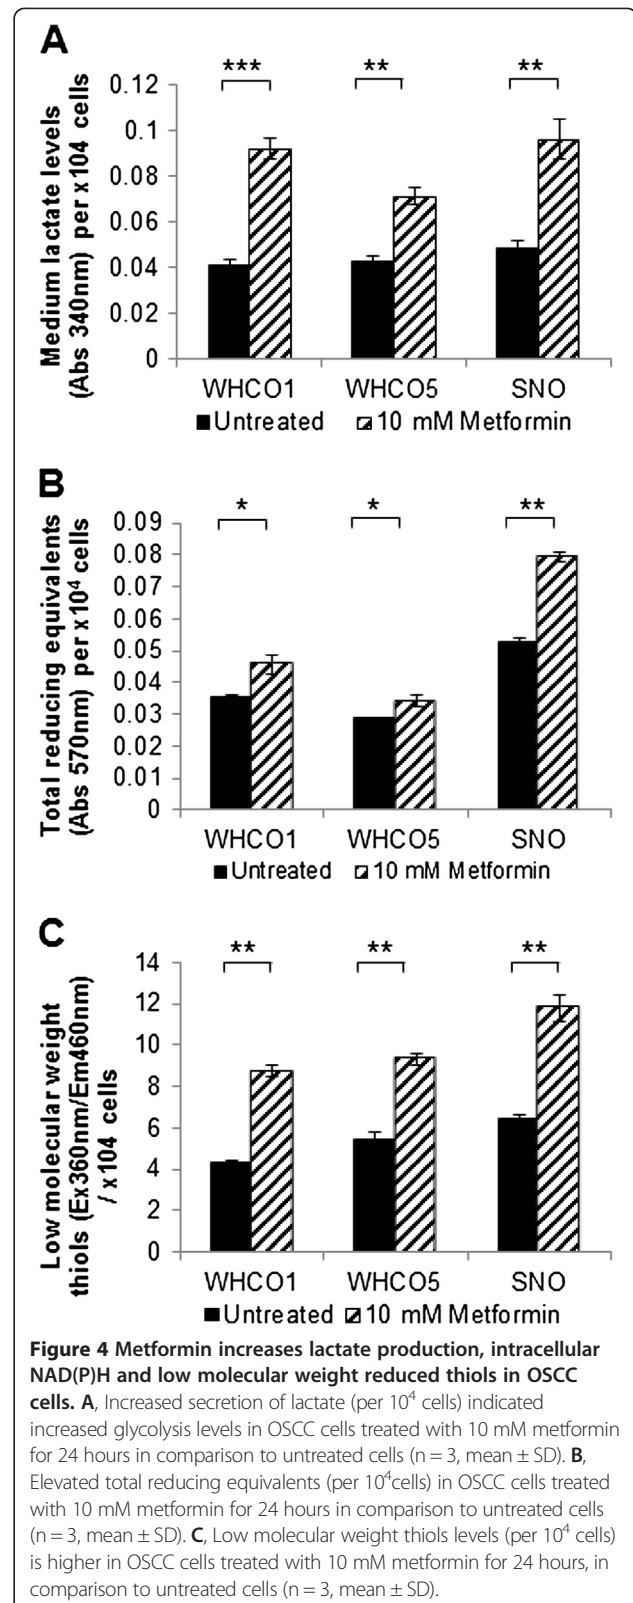 A
*** ** **
Medium lactate levels
(Abs 340nm) per x104 cells
0.12
0.1
0.08
0.06
0.04
0.02
0
WHCO1 WHCO5 SNO
Untreated 10 mM Metformin
B
* * **
Total reducing equivalents
(Abs 570nm) per x10⁴ cells
0.09
0.08
0.07
0.06
0.05
0.04
0.03
0.02
0.01
0
WHCO1 WHCO5 SNO
Untreated 10 mM Metformin
C
** ** **
Low molecular weight
thiols (Ex360nm/Em460nm)
/ x104 cells
14
12
10
8
6
4
2
0
WHCO1 WHCO5 SNO
Untreated 10 mM Metformin
Figure 4 Metformin increases lactate production, intracellular
NAD(P)H and low molecular weight reduced thiols in OSCC
cells. A, Increased secretion of lactate (per 10⁴ cells) indicated
increased glycolysis levels in OSCC cells treated with 10 mM metformin
for 24 hours in comparison to untreated cells (n = 3, mean ± SD). B,
Elevated total reducing equivalents (per 10⁴cells) in OSCC cells treated
with 10 mM metformin for 24 hours in comparison to untreated cells
(n = 3, mean ± SD). C, Low molecular weight thiols levels (per 10⁴ cells)
is higher in OSCC cells treated with 10 mM metformin for 24 hours, in
comparison to untreated cells (n = 3, mean ± SD).